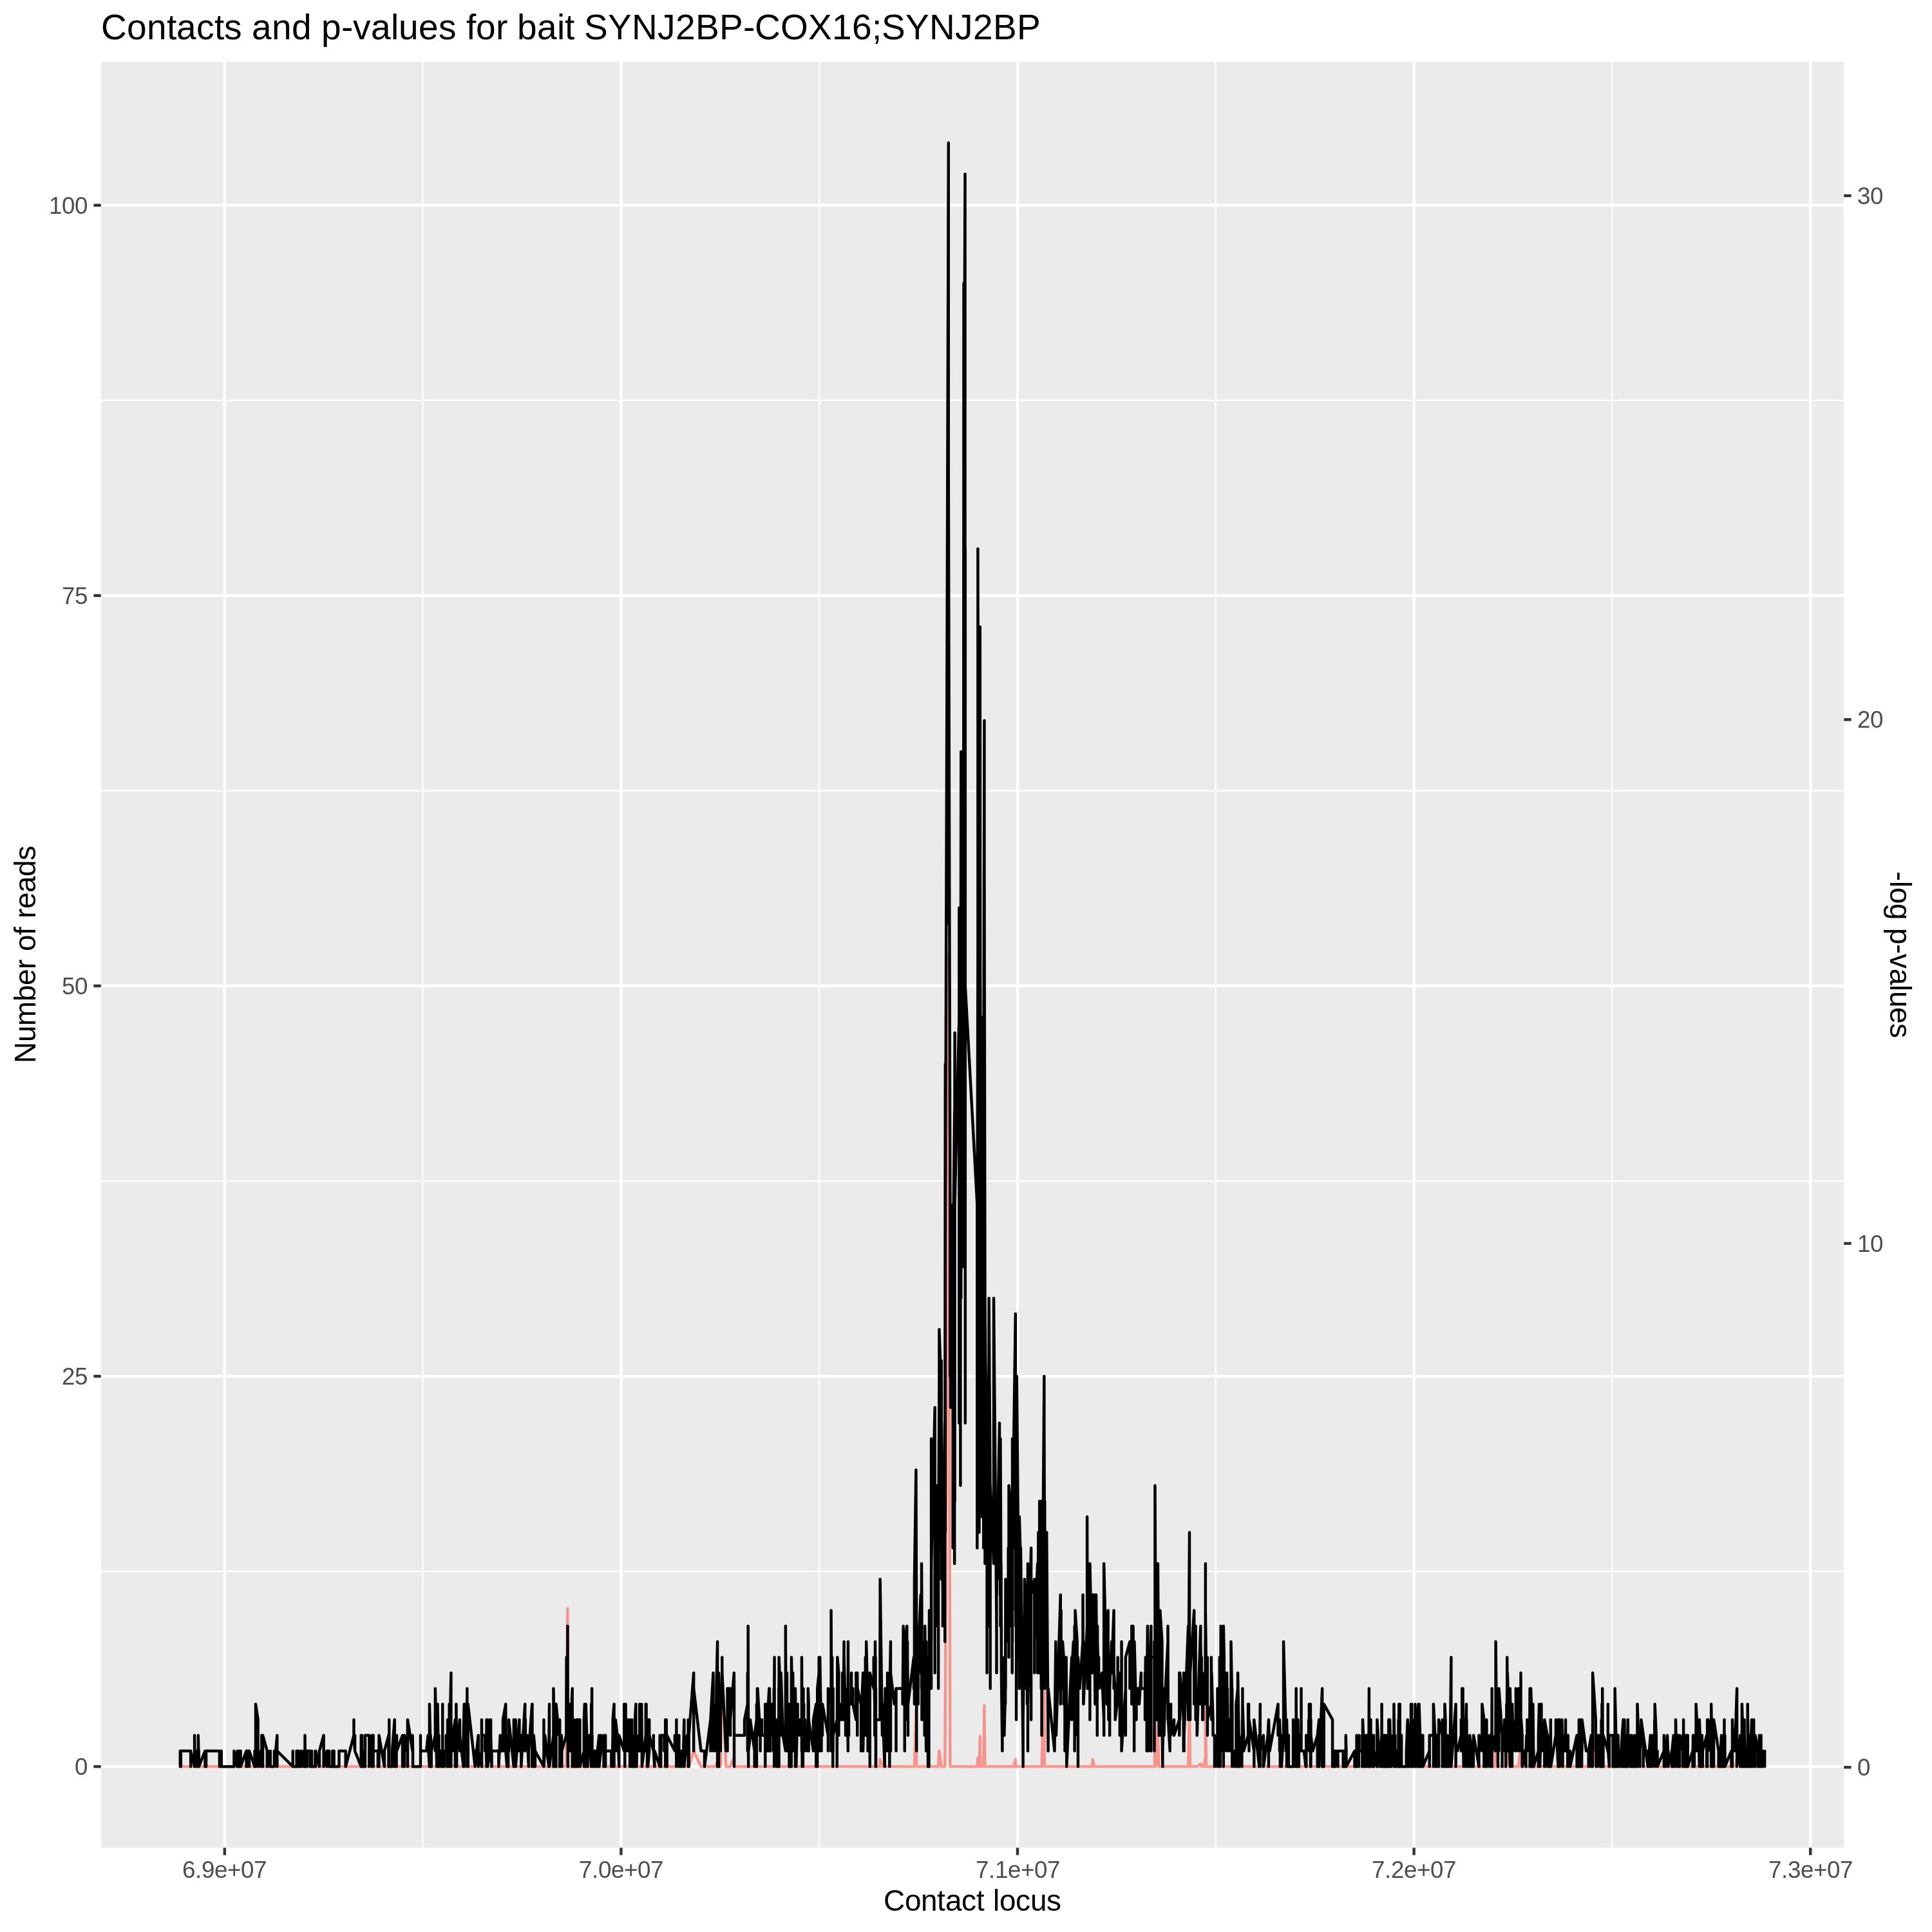 Contacts and p-values for bait SYNJ2BP-COX16;SYNJ2BP
100
75
50
25
0
Number of reads
30
20
10
0
-log p-values
6.9e+07
7.0e+07
7.1e+07
7.2e+07
7.3e+07
Contact locus